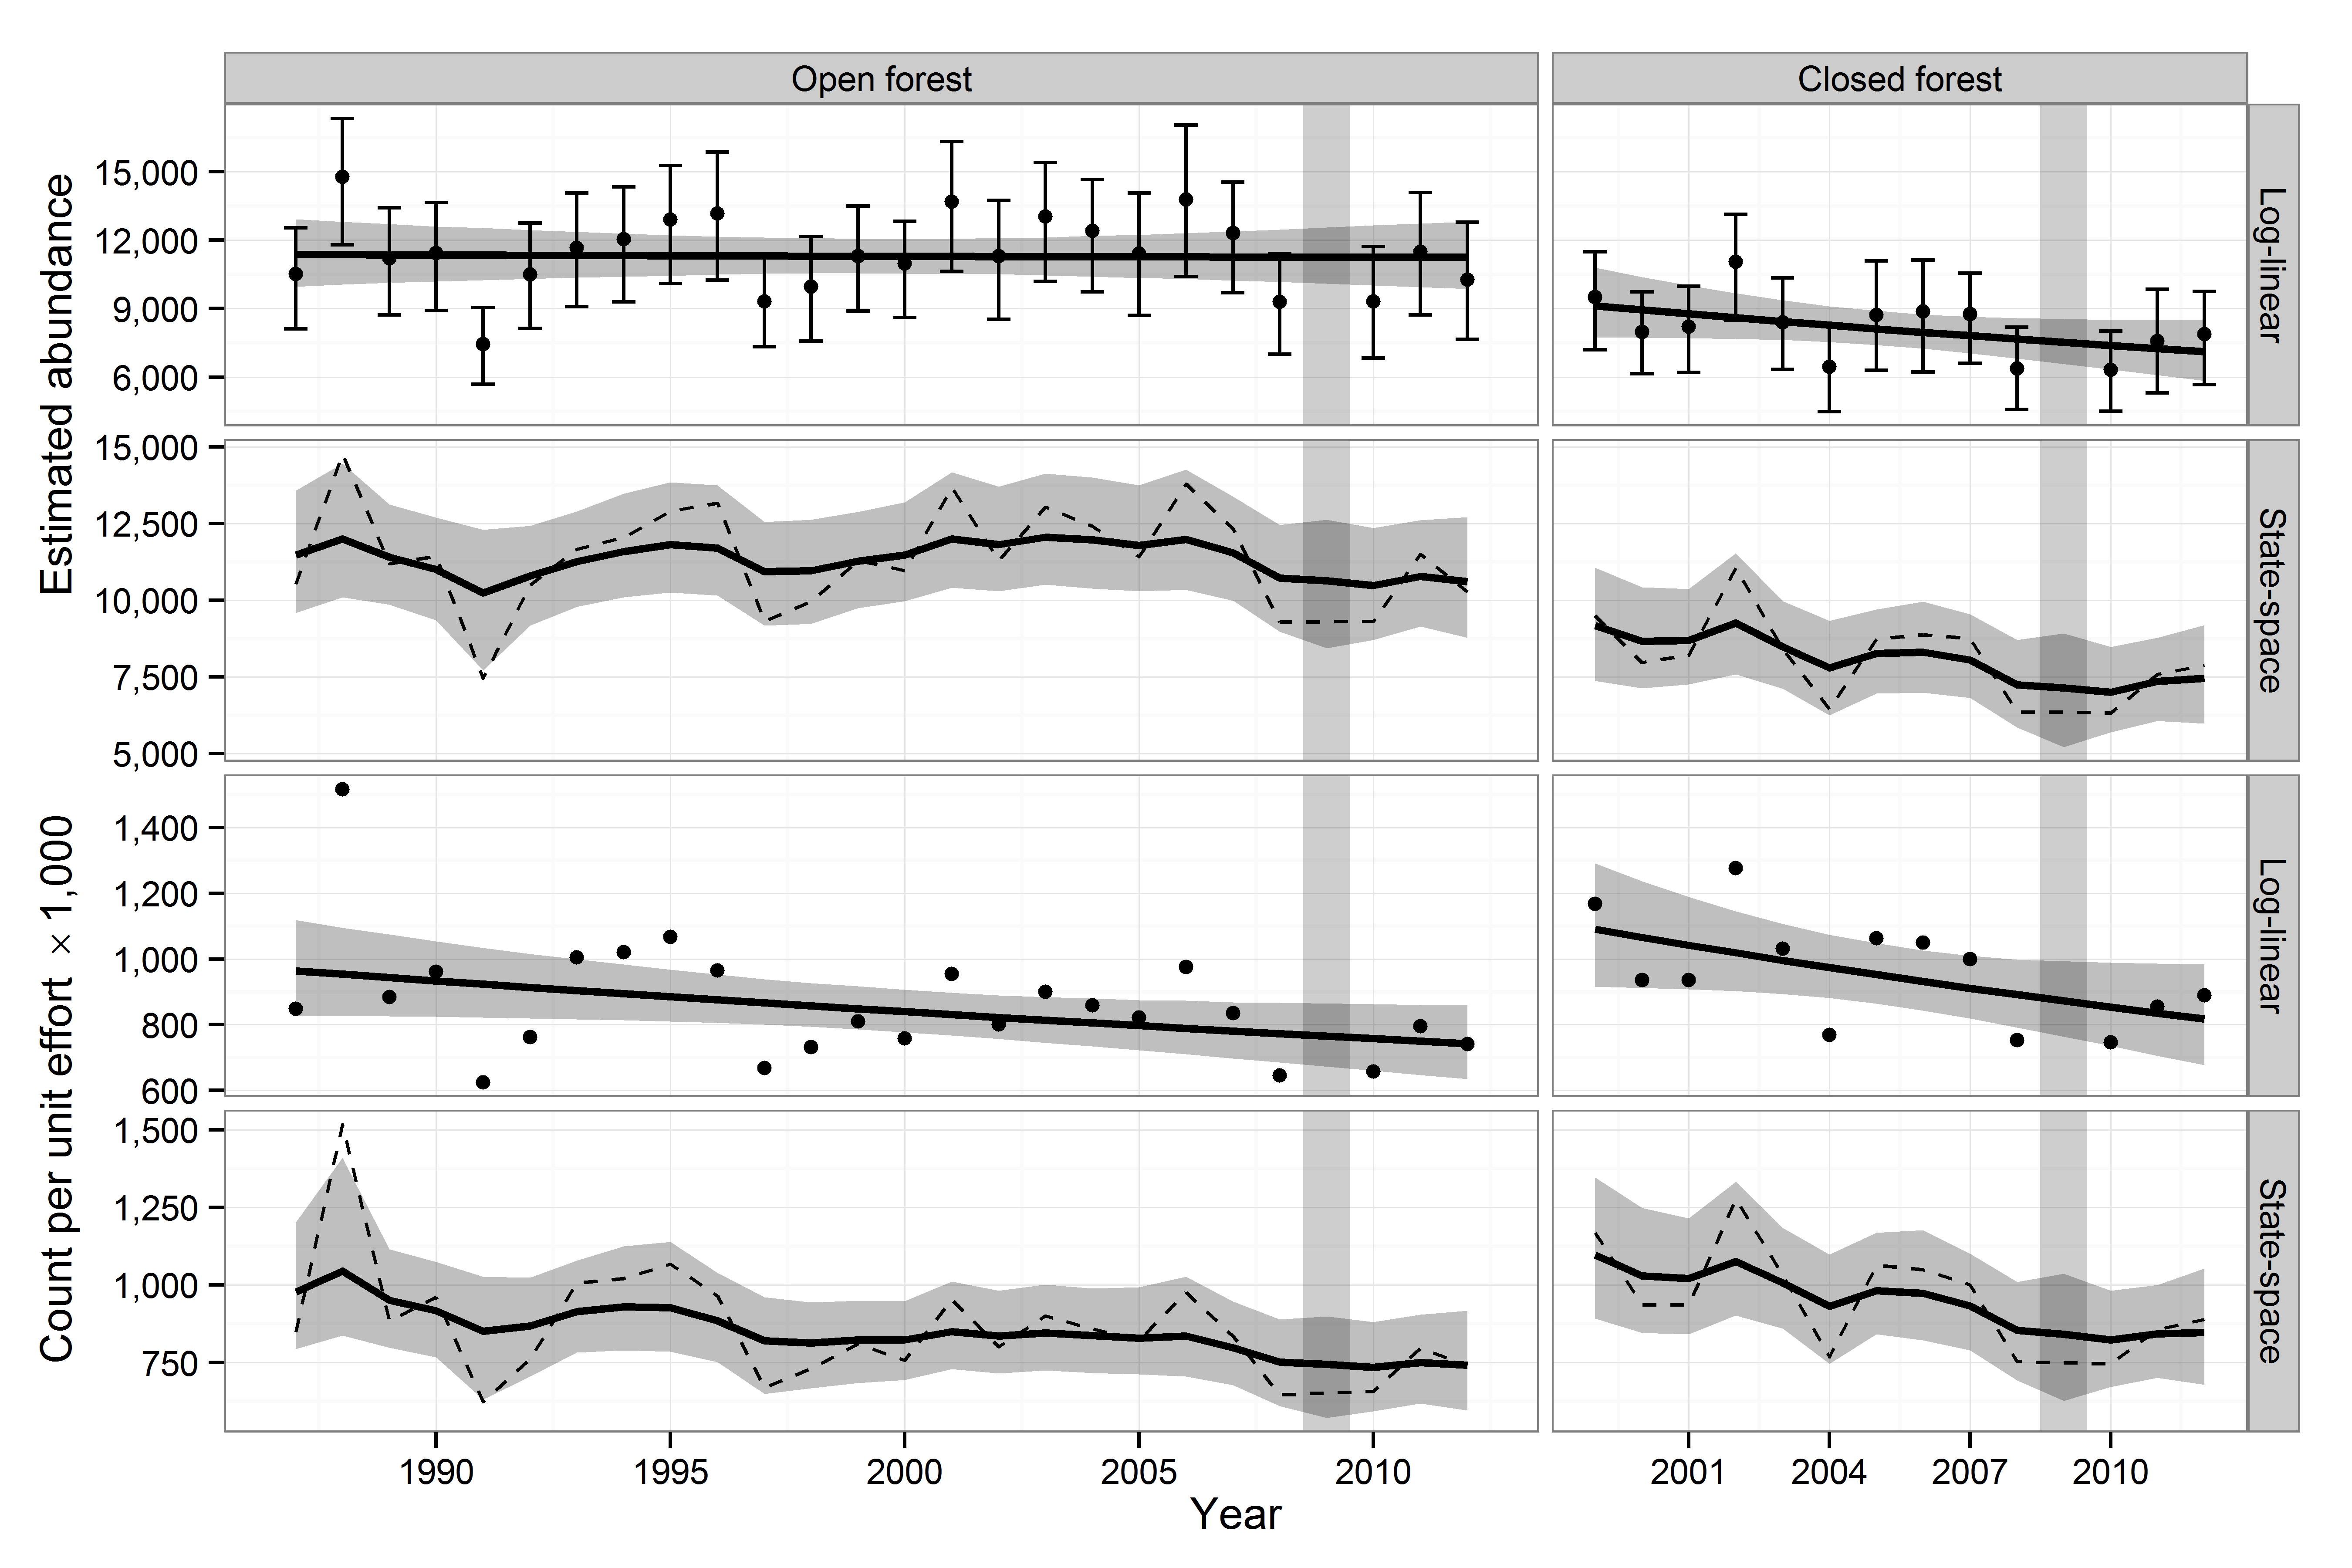 Open forest
Closed forest
Estimated abundance
15,000
12,000
9,000
6,000
Log-linear
15,000
12,500
10,000
7,500
5,000
State-space
Count per unit effort × 1,000
1,400
1,200
1,000
800
600
Log-linear
1,500
1,250
1,000
750
State-space
1990 1995 2000 2005 2010 2001 2004 2007 2010
Year